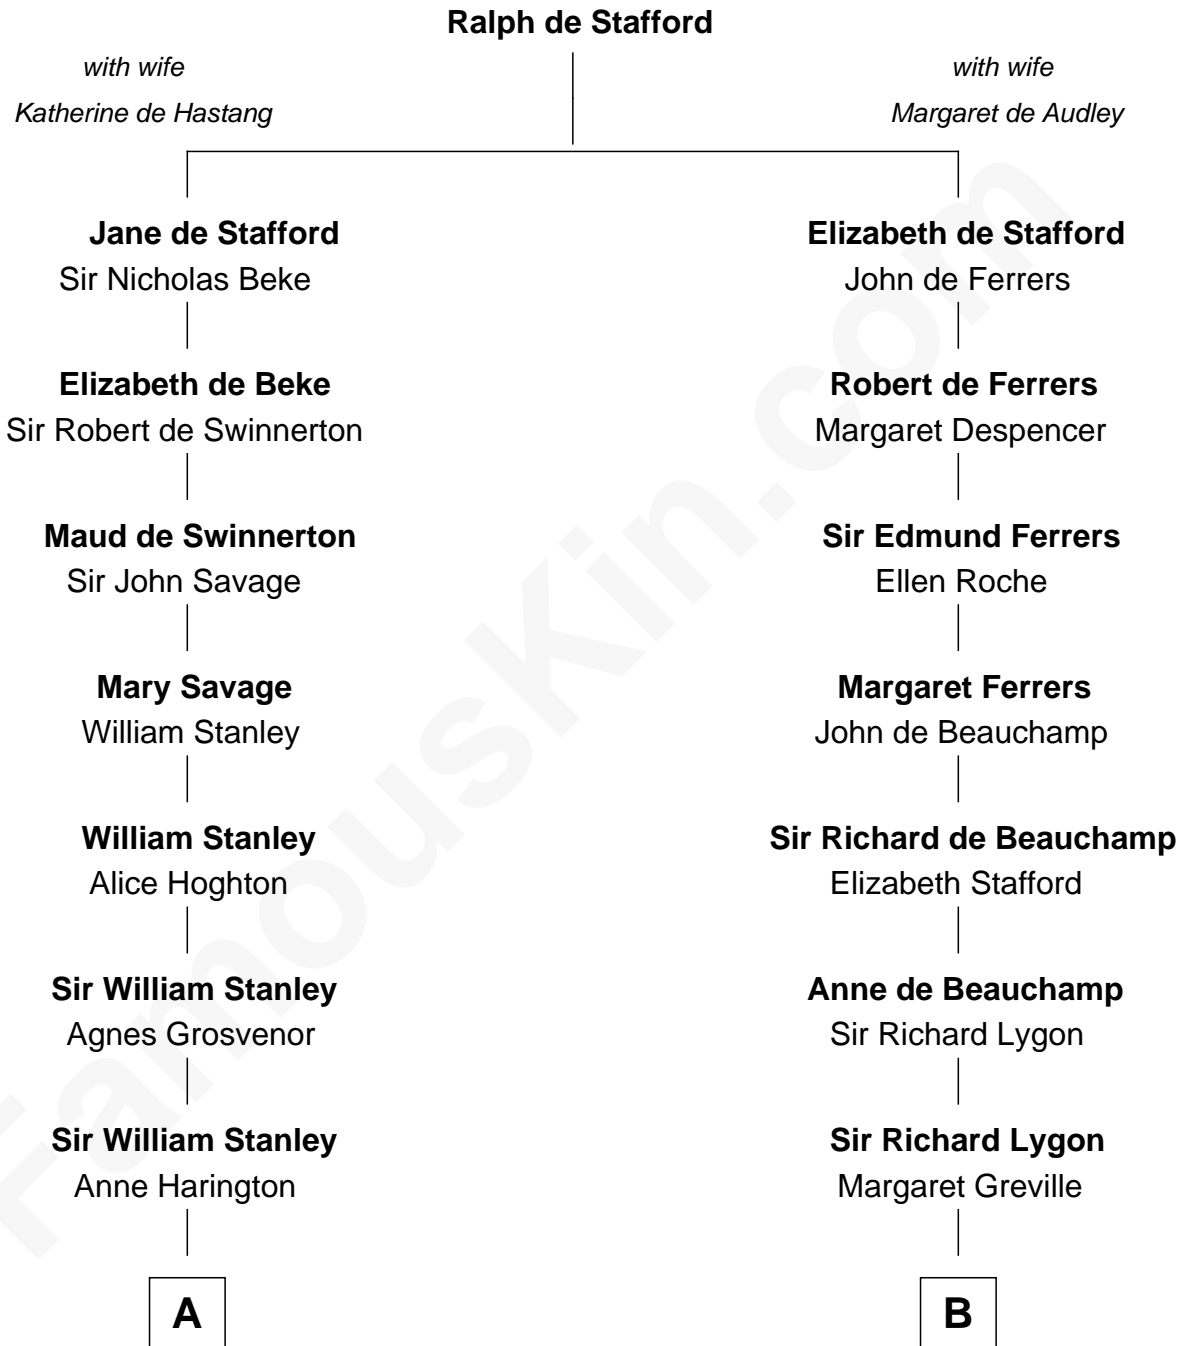 Ralph de Stafford
with wife
Katherine de Hastang
with wife
Margaret de Audley
Jane de Stafford
Sir Nicholas Beke
Elizabeth de Stafford
John de Ferrers
Elizabeth de Beke
Sir Robert de Swinnerton
Robert de Ferrers
Margaret Despencer
Maud de Swinnerton
Sir John Savage
Sir Edmund Ferrers
Ellen Roche
Mary Savage
William Stanley
Margaret Ferrers
John de Beauchamp
William Stanley
Alice Hoghton
Sir Richard de Beauchamp
Elizabeth Stafford
Sir William Stanley
Agnes Grosvenor
Anne de Beauchamp
Sir Richard Lygon
Sir William Stanley
Anne Harington
Sir Richard Lygon
Margaret Greville
A
B
FamousKin.com